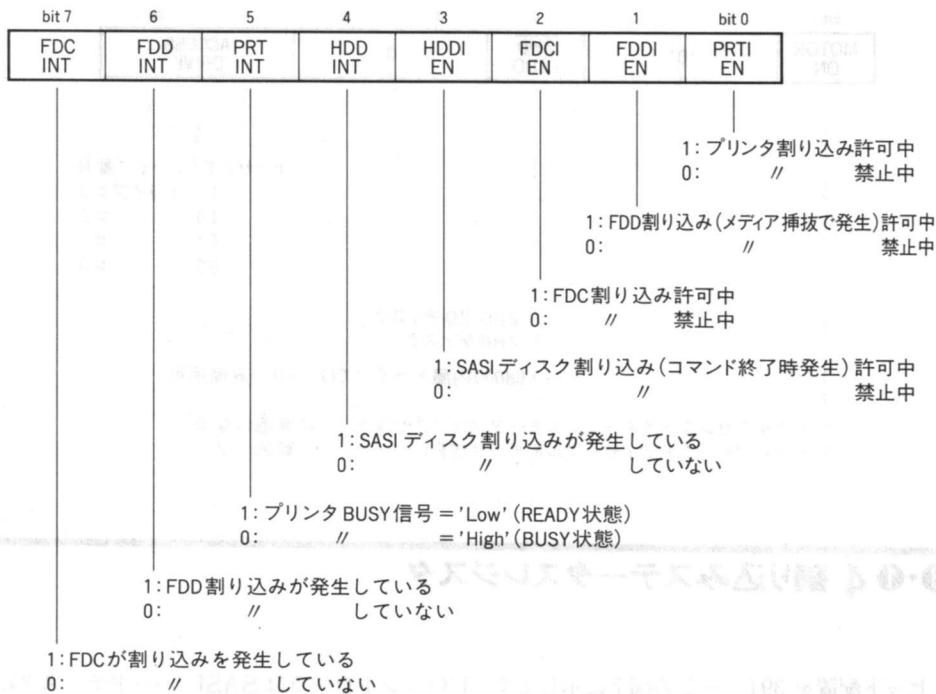 bit 7 6 5 4 3 2 1 bit 0
FDC INT FDD INT PRT INT HDD INT HDDI EN FDCI EN FDDI EN PRTI EN
1: プリンタ割り込み許可中
0: 〃 禁止中
1: FDD割り込み(メディア挿抜で発生)許可中
0: 〃 禁止中
1: FDC割り込み許可中
0: 〃 禁止中
1: SASIディスク割り込み(コマンド終了時発生)許可中
0: 〃 禁止中
1: SASIディスク割り込みが発生している
0: 〃 していない
1: プリンタBUSY信号='Low'(READY状態)
0: 〃 ='High'(BUSY状態)
1: FDD割り込みが発生している
0: 〃 していない
1: FDCが割り込みを発生している
0: 〃 していない